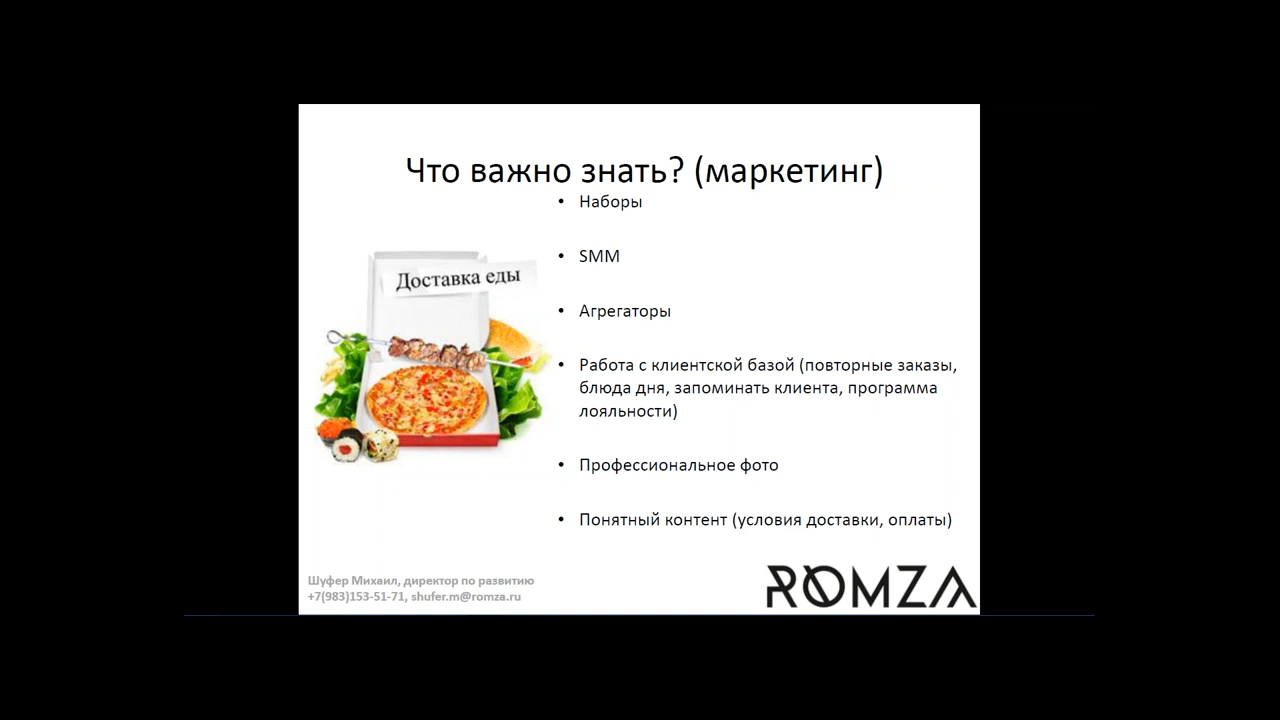 Что важно знать? (маркетинг)
• Наборы
• SMM
Доставка еды
• Агрегаторы
• Работа с клиентской базой (повторные заказы,
блюда дня, запоминать клиента, программа
лояльности)
• Профессиональное фото
• Понятный контент (условия доставки, оплаты)
Шуфер Михаил, директор по развитию
+7(983)153-51-71, shufer.m@romza.ru
ROMZA